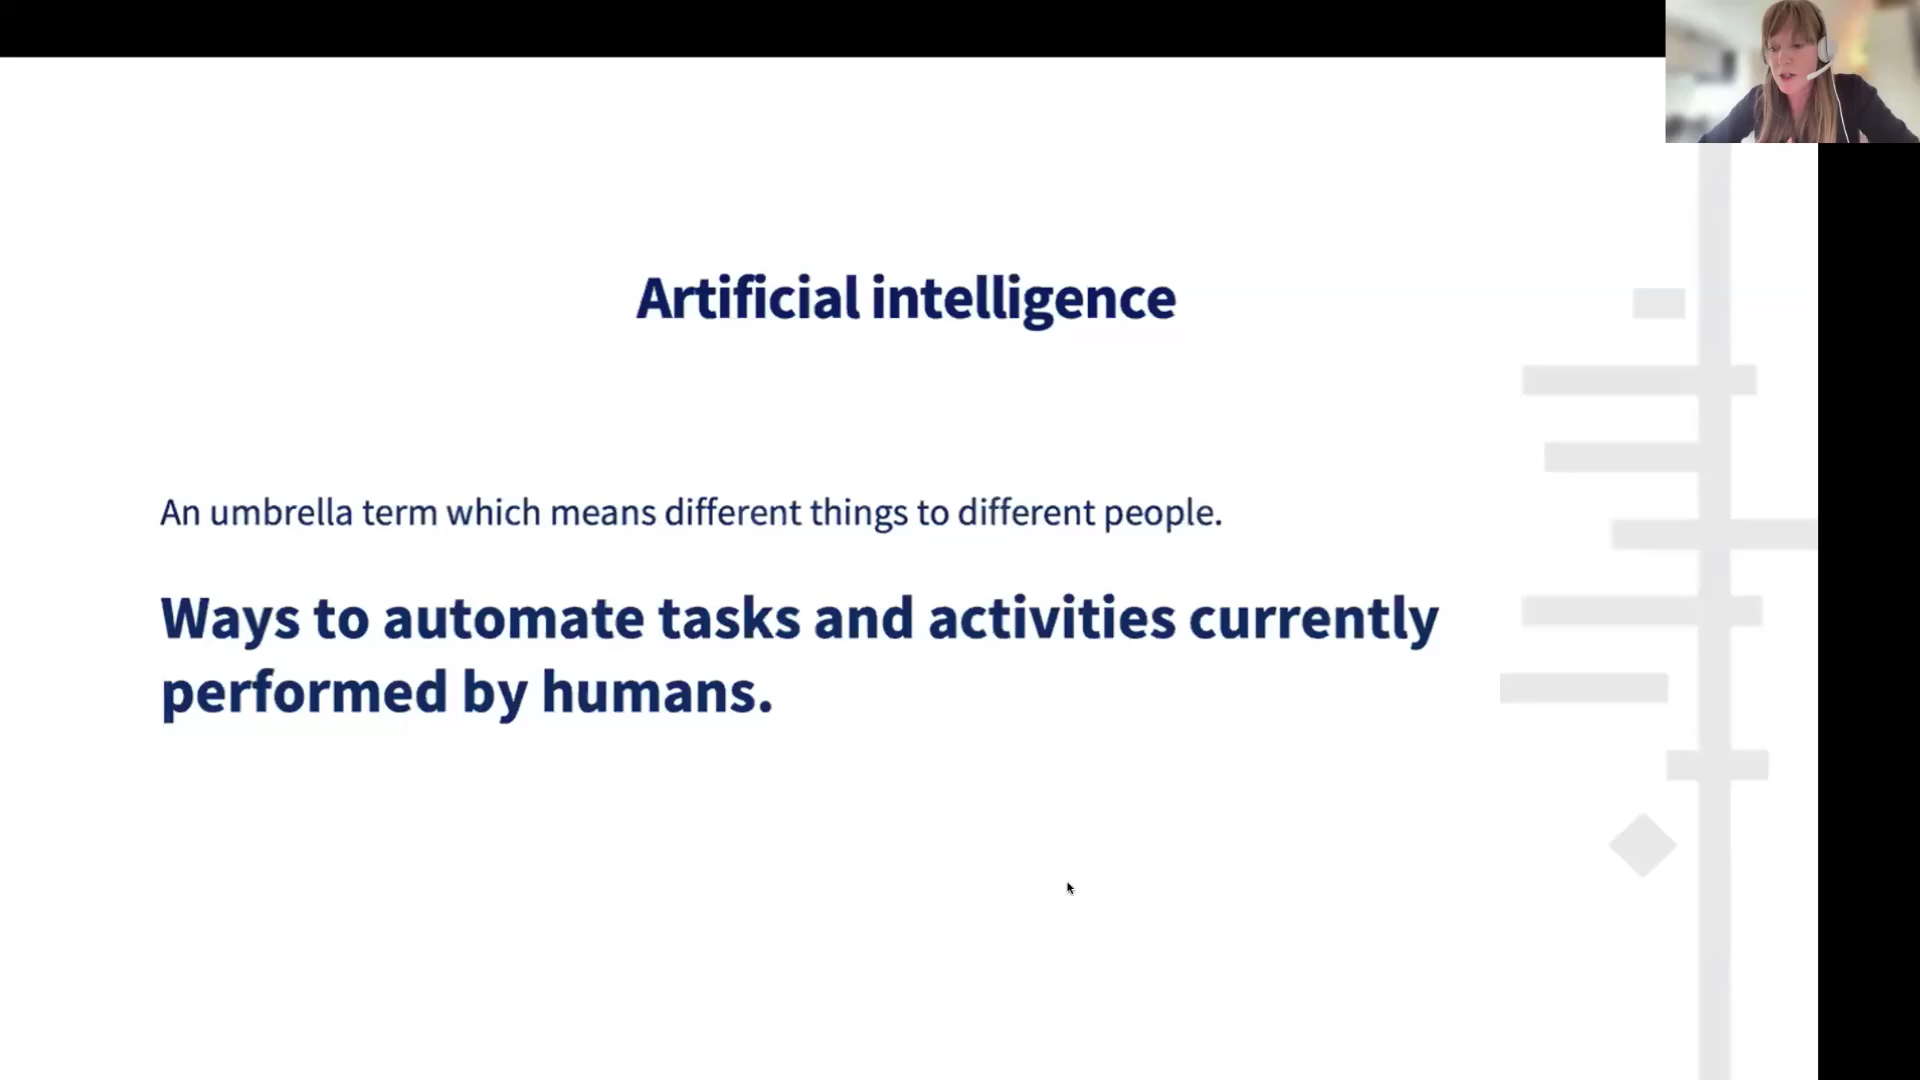 Artificial intelligence
An umbrella term which means different things to different people.
Ways to automate tasks and activities currently
performed by humans.